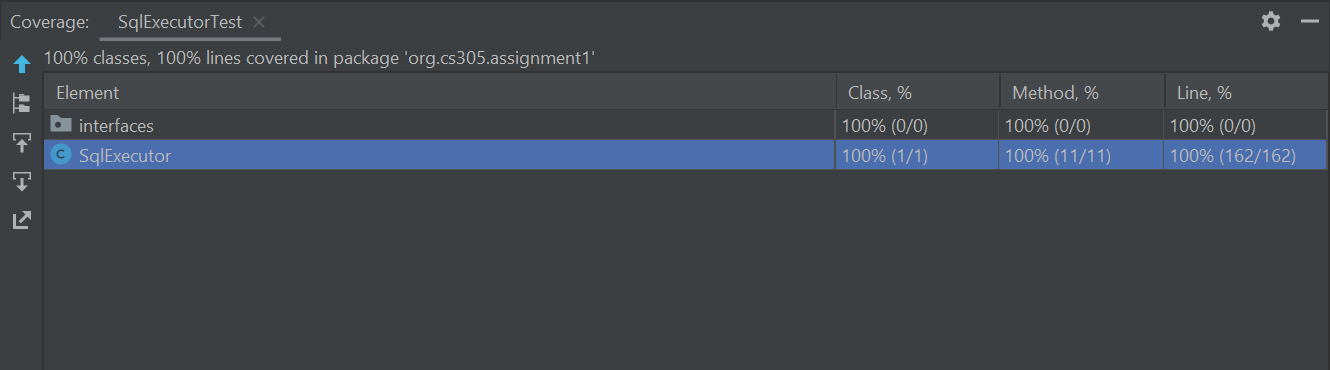 Coverage: SqlExecutorTest
100% classes, 100% lines covered in package 'org.cs305.assignment1'
Element Class, % Method, % Line, %
interfaces 100% (0/0) 100% (0/0) 100% (0/0)
C SqlExecutor 100% (1/1) 100% (11/11) 100% (162/162)